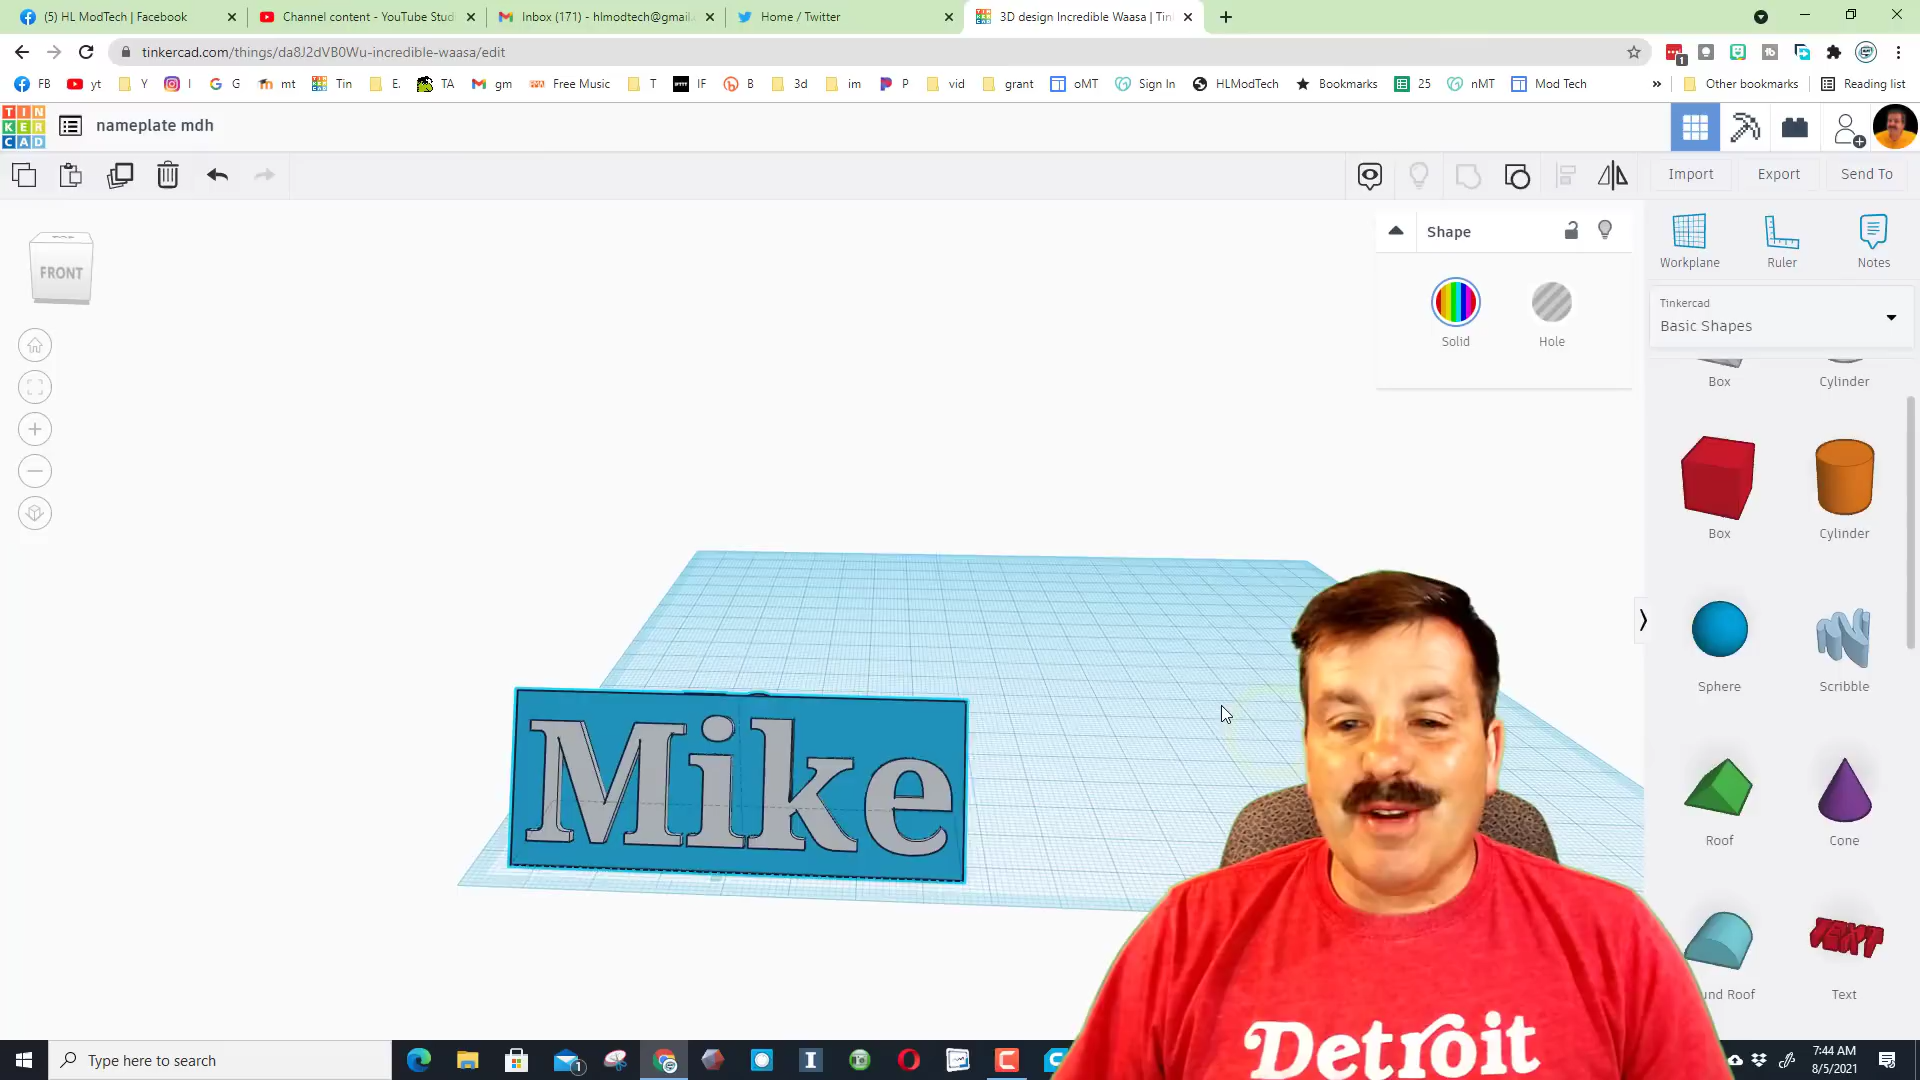 (5) HL ModTech | Facebook
Channel content - YouTube Studi
Inbox (171) - hlmodtech@gmail.
Home / Twitter
3D design Incredible Waasa | Tin
tinkercad.com/things/da8J2dVB0Wu-incredible-waasa/edit
1
FB yt Y I G G mt Tin E. TA gm Free Music T IF B 3d im P vid grant oMT Sign In HLModTech Bookmarks 25 nMT Mod Tech » Other bookmarks Reading list
TIN
KER
CAD
nameplate mdh
Import Export Send To
FRONT
Shape
Solid
Hole
Workplane
Ruler
Notes
Tinkercad
Basic Shapes
Box
Cylinder
Box
Cylinder
Sphere
Scribble
Roof
Cone
TEXT
und Roof
Text
Mike
Detroit
Type here to search
1
7:44 AM
8/5/2021